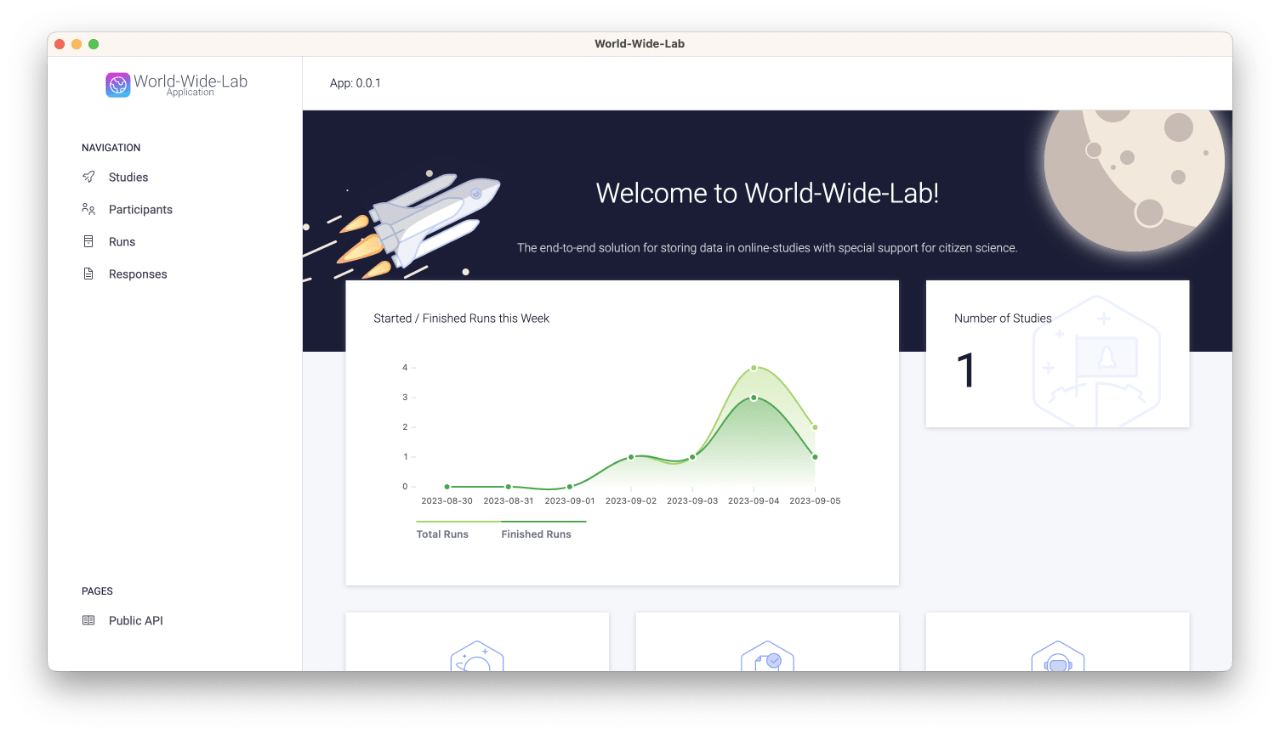 World-Wide-Lab
World-Wide-Lab
Application
App: 0.0.1
NAVIGATION
Studies
Participants
Runs
Responses
PAGES
Public API
Welcome to World-Wide-Lab!
The end-to-end solution for storing data in online-studies with special support for citizen science.
Started / Finished Runs this Week
4
3
2
1
0
2023-08-30 2023-08-31 2023-09-01 2023-09-02 2023-09-03 2023-09-04 2023-09-05
Total Runs Finished Runs
Number of Studies
1